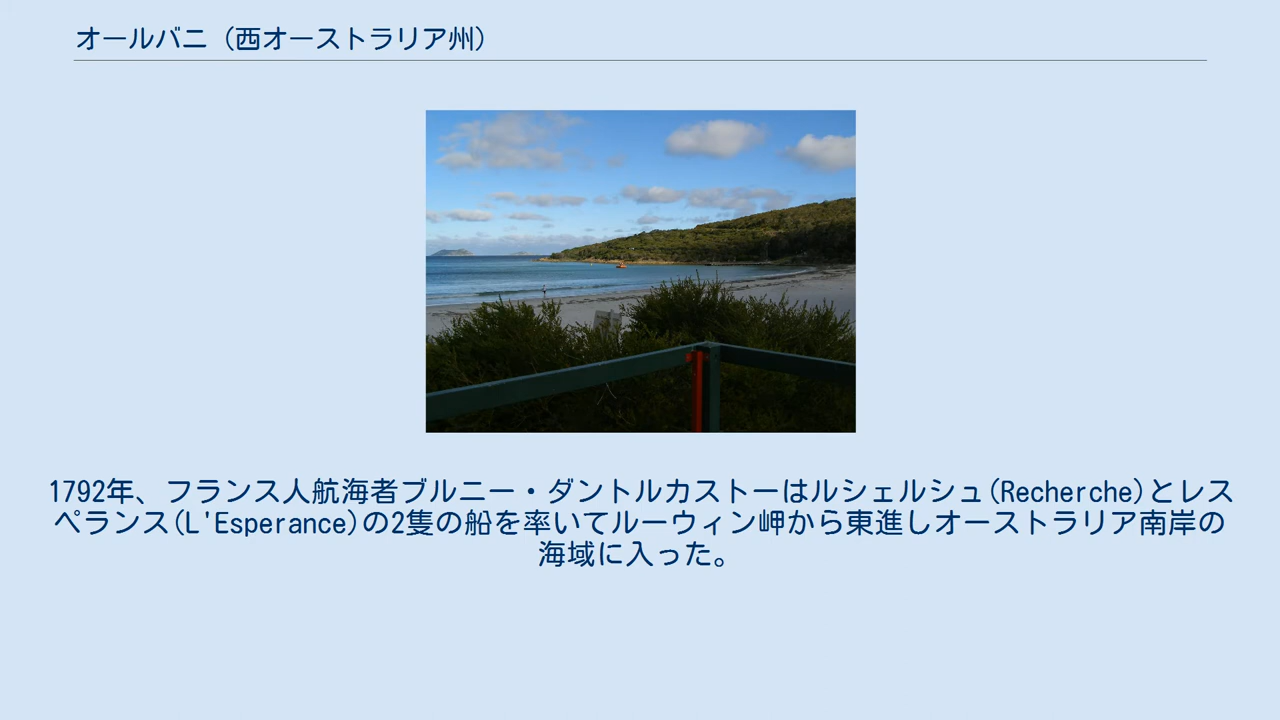 オールバニ (西オーストラリア州)
1792年、フランス人航海者ブルニー・ダントルカストーはルシェルシュ(Recherche)とレス
ペランス(L'Esperance)の2隻の船を率いてルーウィン岬から東進しオーストラリア南岸の
海域に入った。